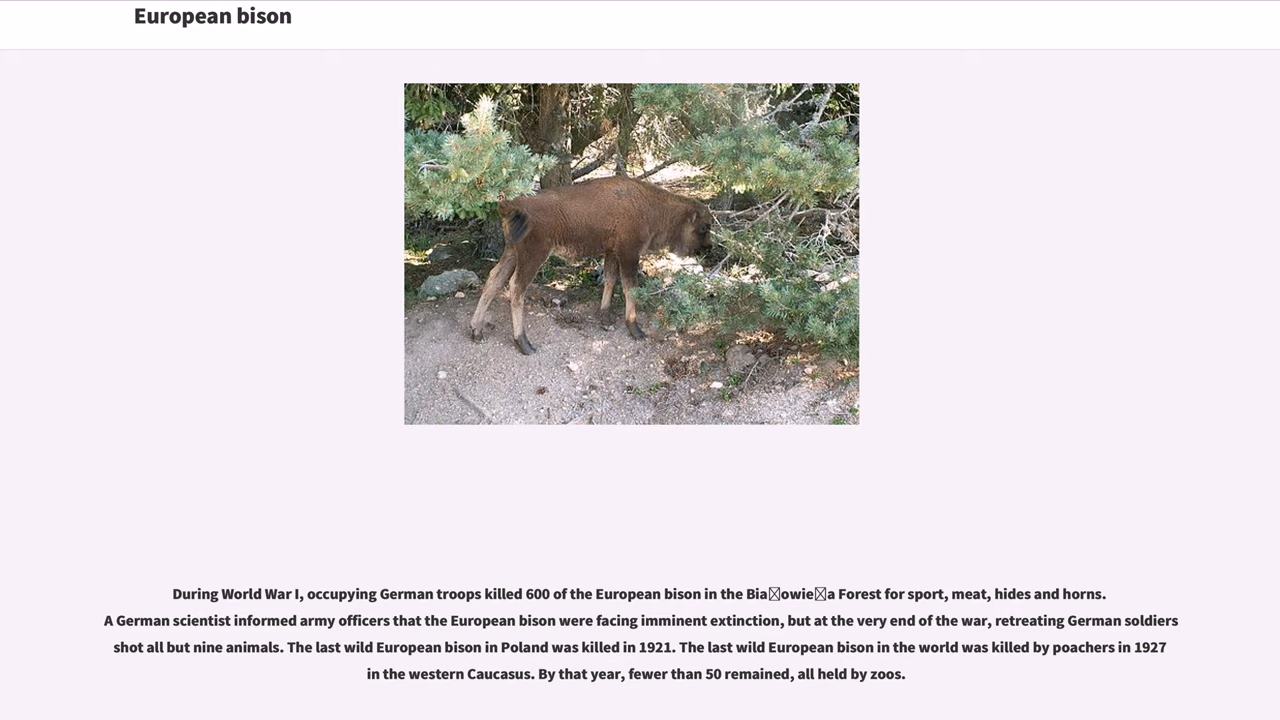 European bison
During World War I, occupying German troops killed 600 of the European bison in the Bia□owie□a Forest for sport, meat, hides and horns.
A German scientist informed army officers that the European bison were facing imminent extinction, but at the very end of the war, retreating German soldiers
shot all but nine animals. The last wild European bison in Poland was killed in 1921. The last wild European bison in the world was killed by poachers in 1927
in the western Caucasus. By that year, fewer than 50 remained, all held by zoos.